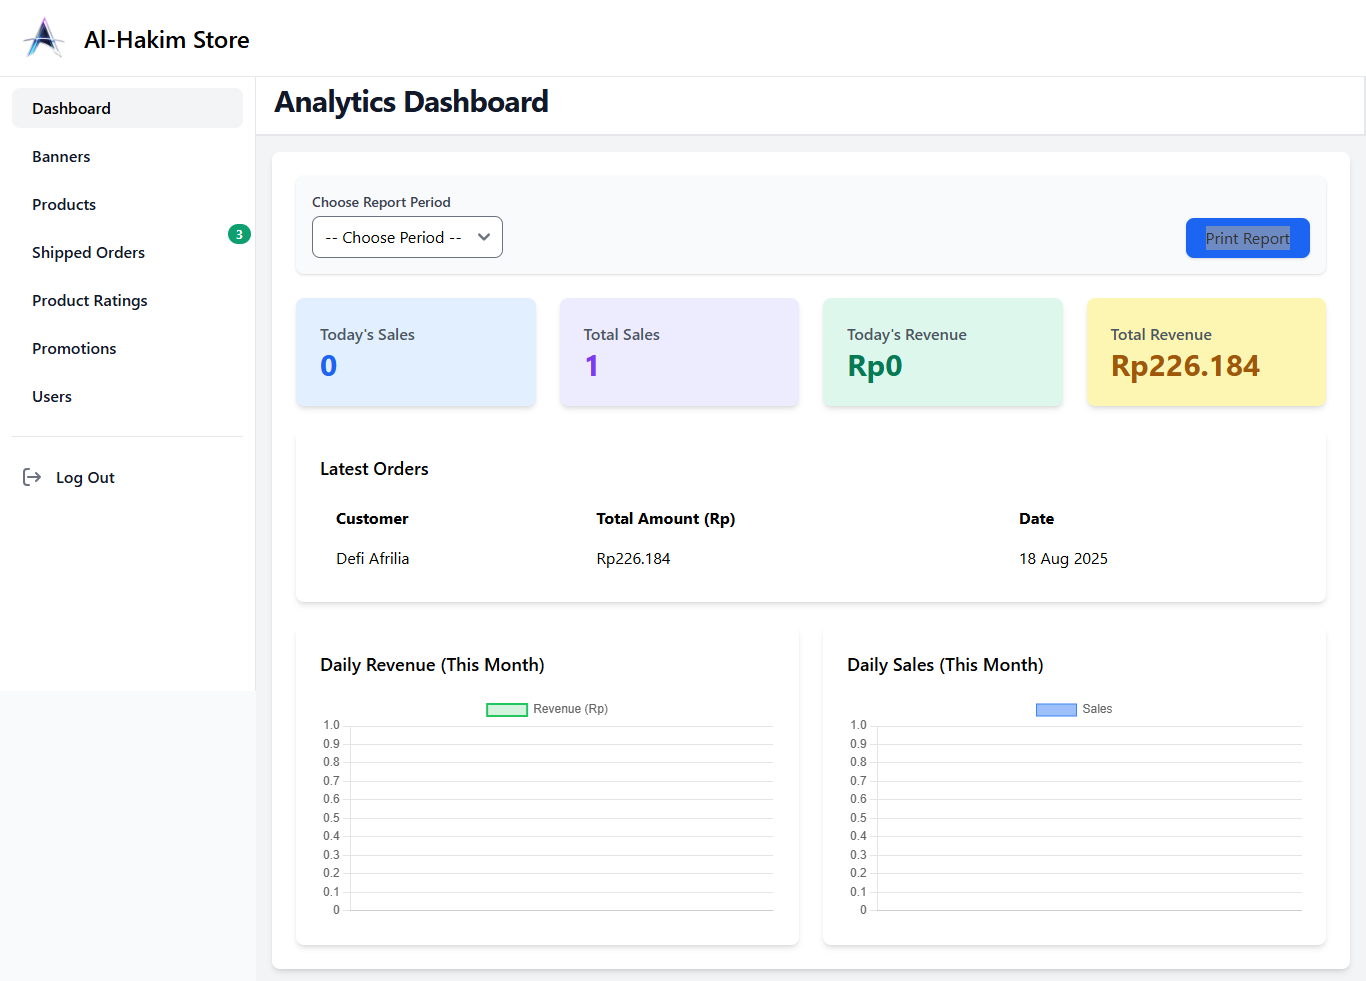 Al-Hakim Store
Dashboard
Banners
Products
Shipped Orders
3
Product Ratings
Promotions
Users
Log Out
Analytics Dashboard
Choose Report Period
-- Choose Period --
Print Report
Today's Sales
0
Total Sales
1
Today's Revenue
Rp0
Total Revenue
Rp226.184
Latest Orders
Customer Total Amount (Rp) Date
Defi Afrilia Rp226.184 18 Aug 2025
Daily Revenue (This Month)
Revenue (Rp)
1.0
0.9
0.8
0.7
0.6
0.5
0.4
0.3
0.2
0.1
0
Daily Sales (This Month)
Sales
1.0
0.9
0.8
0.7
0.6
0.5
0.4
0.3
0.2
0.1
0